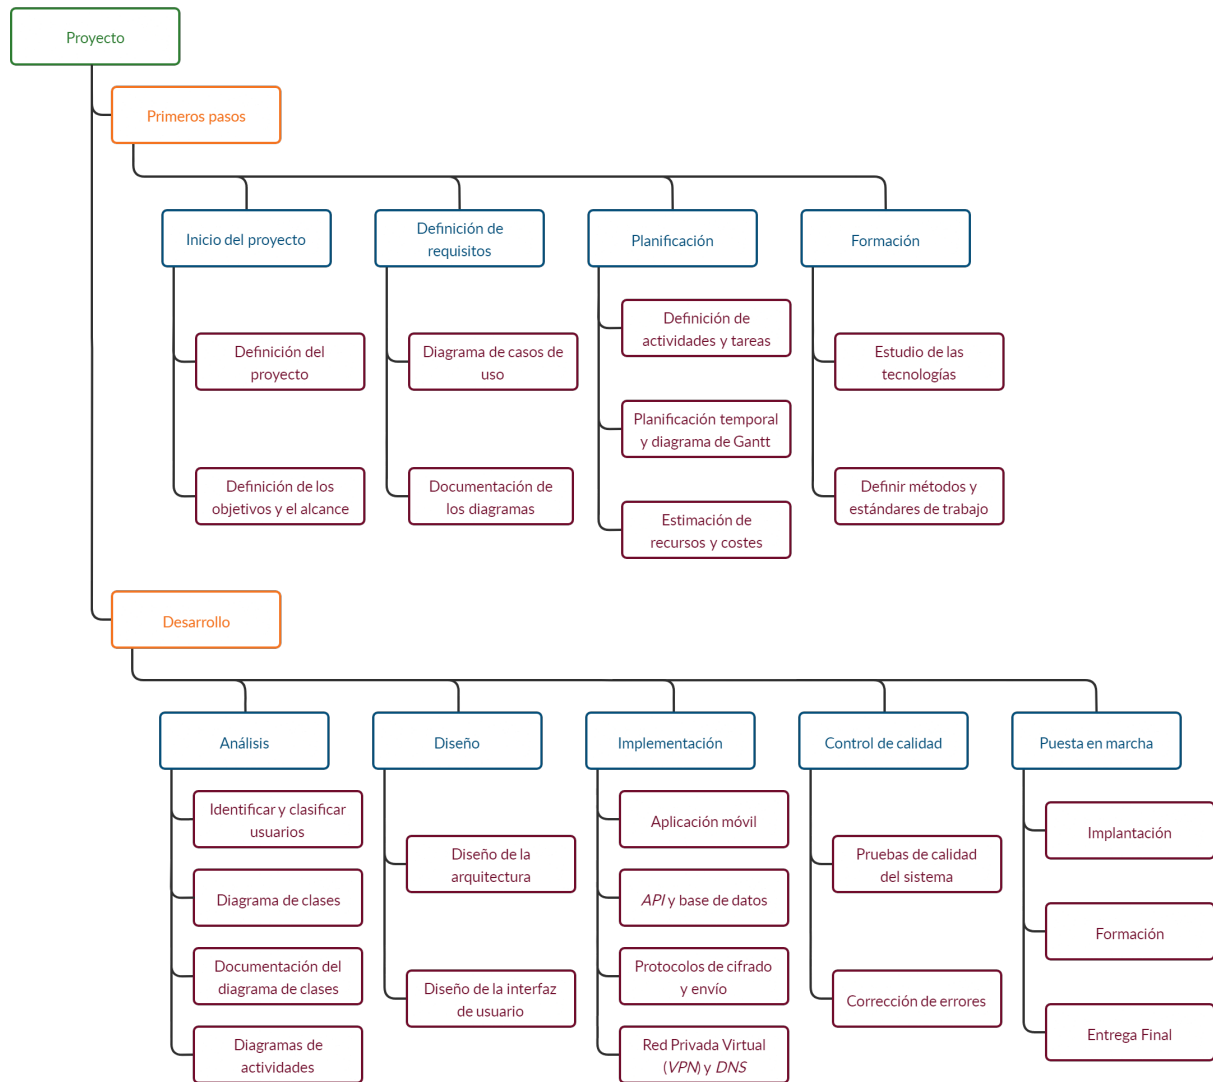 Proyecto
Primeros pasos
Inicio del proyecto
Definición de
requisitos
Planificación
Formación
Definición del
proyecto
Definición de los
objetivos y el alcance
Diagrama de casos de
uso
Documentación de
los diagramas
Definición de
actividades y tareas
Planificación temporal
y diagrama de Gantt
Estimación de
recursos y costes
Estudio de las
tecnologías
Definir métodos y
estándares de trabajo
Desarrollo
Análisis
Diseño
Implementación
Control de calidad
Puesta en marcha
Identificar y clasificar
usuarios
Diagrama de clases
Documentación del
diagrama de clases
Diagramas de
actividades
Diseño de la
arquitectura
Diseño de la interfaz
de usuario
Aplicación móvil
API y base de datos
Protocolos de cifrado
y envío
Red Privada Virtual
(VPN) y DNS
Pruebas de calidad
del sistema
Corrección de errores
Implantación
Formación
Entrega Final